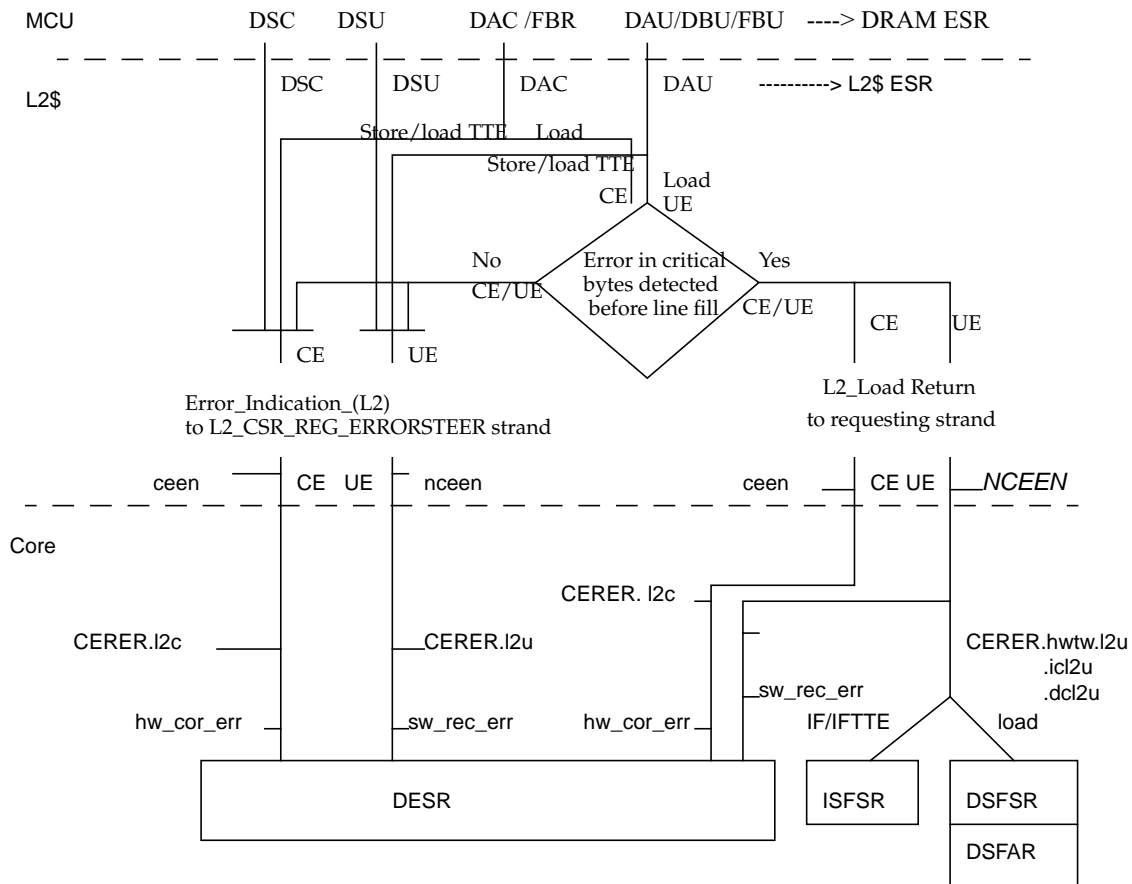 MCU DSC DSU DAC /FBR DAU/DBU/FBU ----> DRAM ESR
DSC DSU DAC DAU ----------> L2$ ESR
L2$
Store/load TTE Load
Store/load TTE
CE Load
UE
No Error in critical Yes
CE/UE bytes detected
before line fill CE/UE
CE UE
CE UE
L2_Load Return
to requesting strand
Error_Indication_(L2)
to L2_CSR_REG_ERRORSTEER strand
ceen CE UE nceen ceen CE UE NCEEN
Core
CERER. l2c
CERER.l2c CERER.l2u CERER.hwtw.l2u
.icl2u
.dcl2u
sw_rec_err
hw_cor_err sw_rec_err hw_cor_err IF/IFTTE load
DESR ISFSR DSFSR
DSFAR